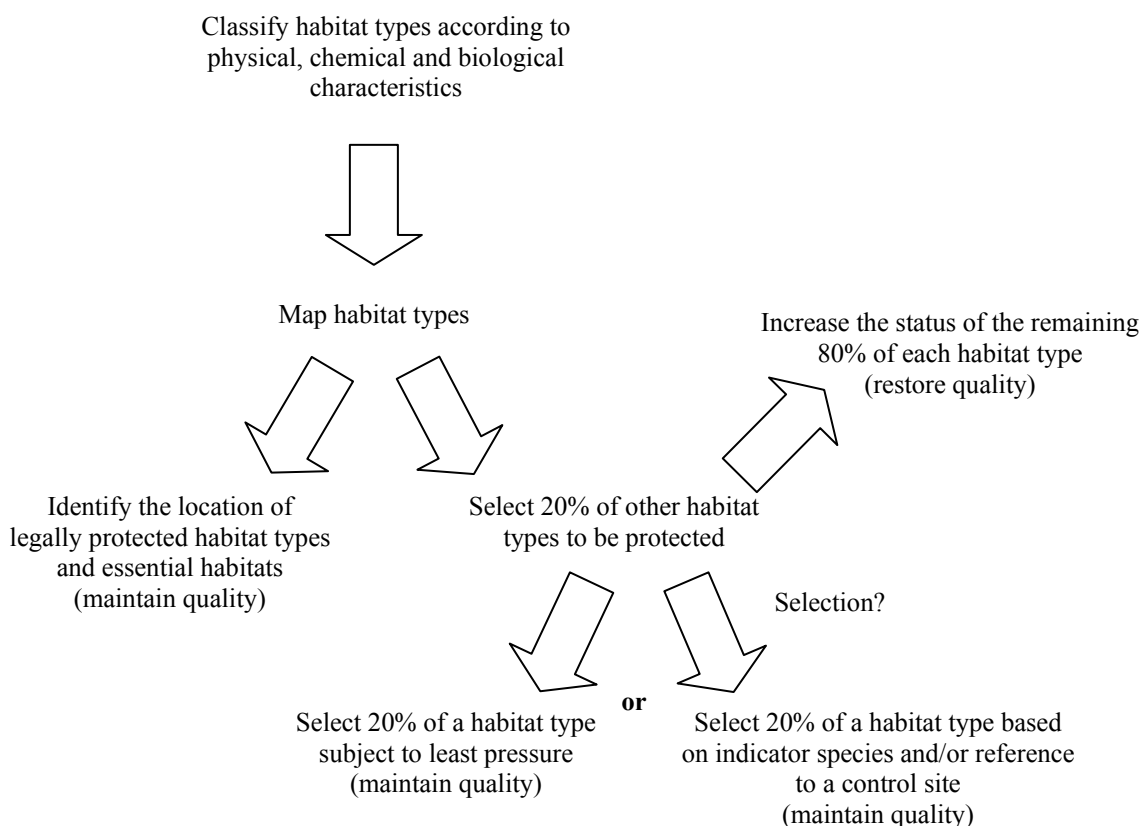 Classify habitat types according to
physical, chemical and biological
characteristics
Map habitat types
Increase the status of the remaining
80% of each habitat type
(restore quality)
Identify the location of
legally protected habitat types
and essential habitats
(maintain quality)
Select 20% of other habitat
types to be protected
Selection?
or
Select 20% of a habitat type
subject to least pressure
(maintain quality)
Select 20% of a habitat type based
on indicator species and/or reference
to a control site
(maintain quality)